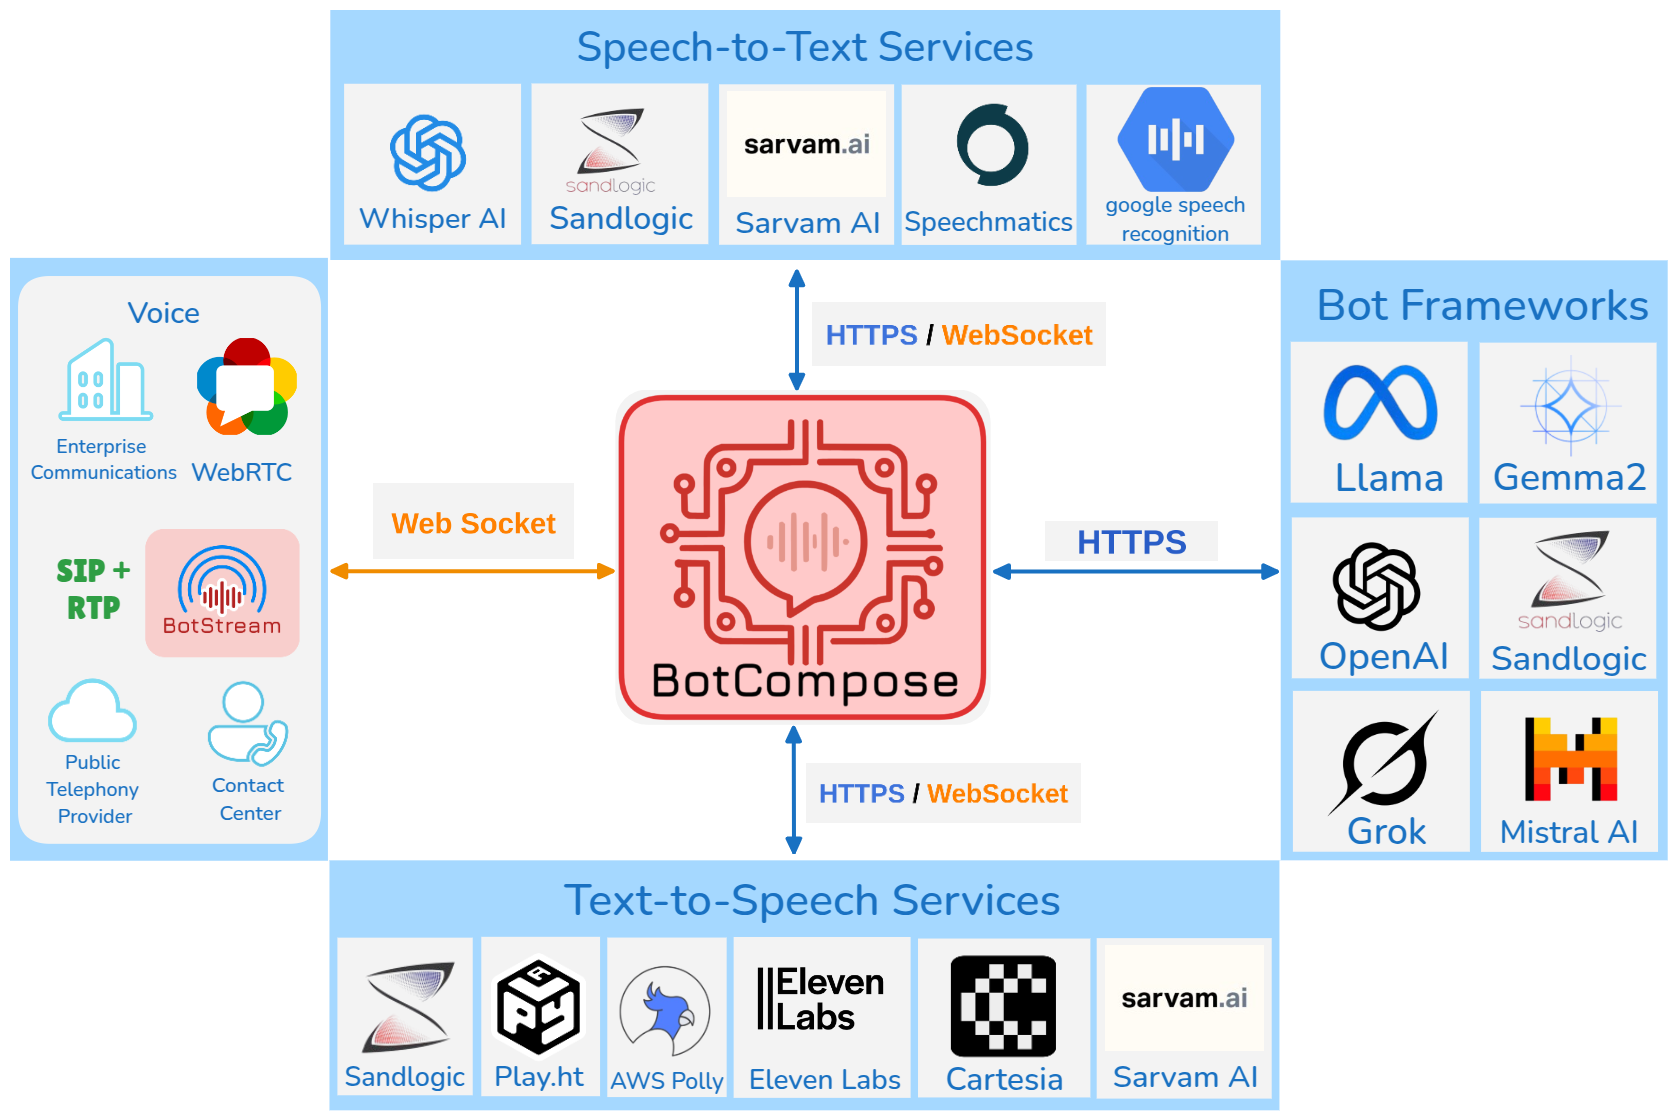 Speech-to-Text Services
sandlogic
sarvam.ai
Whisper AI
Sandlogic
Sarvam AI
Speechmatics
google speech
recognition
Voice
Enterprise
Communications
WebRTC
SIP +
RTP
BotStream
Public
Telephony
Provider
Contact
Center
HTTPS / WebSocket
Web Socket
BotCompose
HTTPS
HTTPS / WebSocket
Bot Frameworks
Llama
Gemma2
OpenAI
sandlogic
Sandlogic
Grok
Mistral AI
Text-to-Speech Services
Sandlogic
PLAY
Play.ht
AWS Polly
ElevenLabs
Eleven Labs
Cartesia
sarvam.ai
Sarvam AI